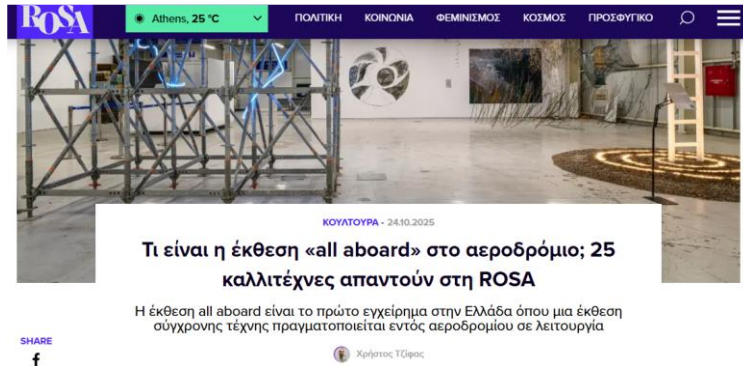 ROSA
Athens, 25 °C
ΠΟΛΙΤΙΚΗ ΚΟΙΝΩΝΙΑ ΦΕΜΙΝΙΣΜΟΣ ΚΟΣΜΟΣ ΠΡΟΣΦΥΓΙΚΟ
ΚΟΥΛΤΟΥΡΑ - 24.10.2025
Τι είναι η έκθεση «all aboard» στο αεροδρόμιο; 25
καλλιτέχνες απαντούν στη ROSA
Η έκθεση all aboard είναι το πρώτο εγχείρημα στην Ελλάδα όπου μια έκθεση
σύγχρονης τέχνης πραγματοποιείται εντός αεροδρομίου σε λειτουργία
SHARE
Χρήστος Τζίφας